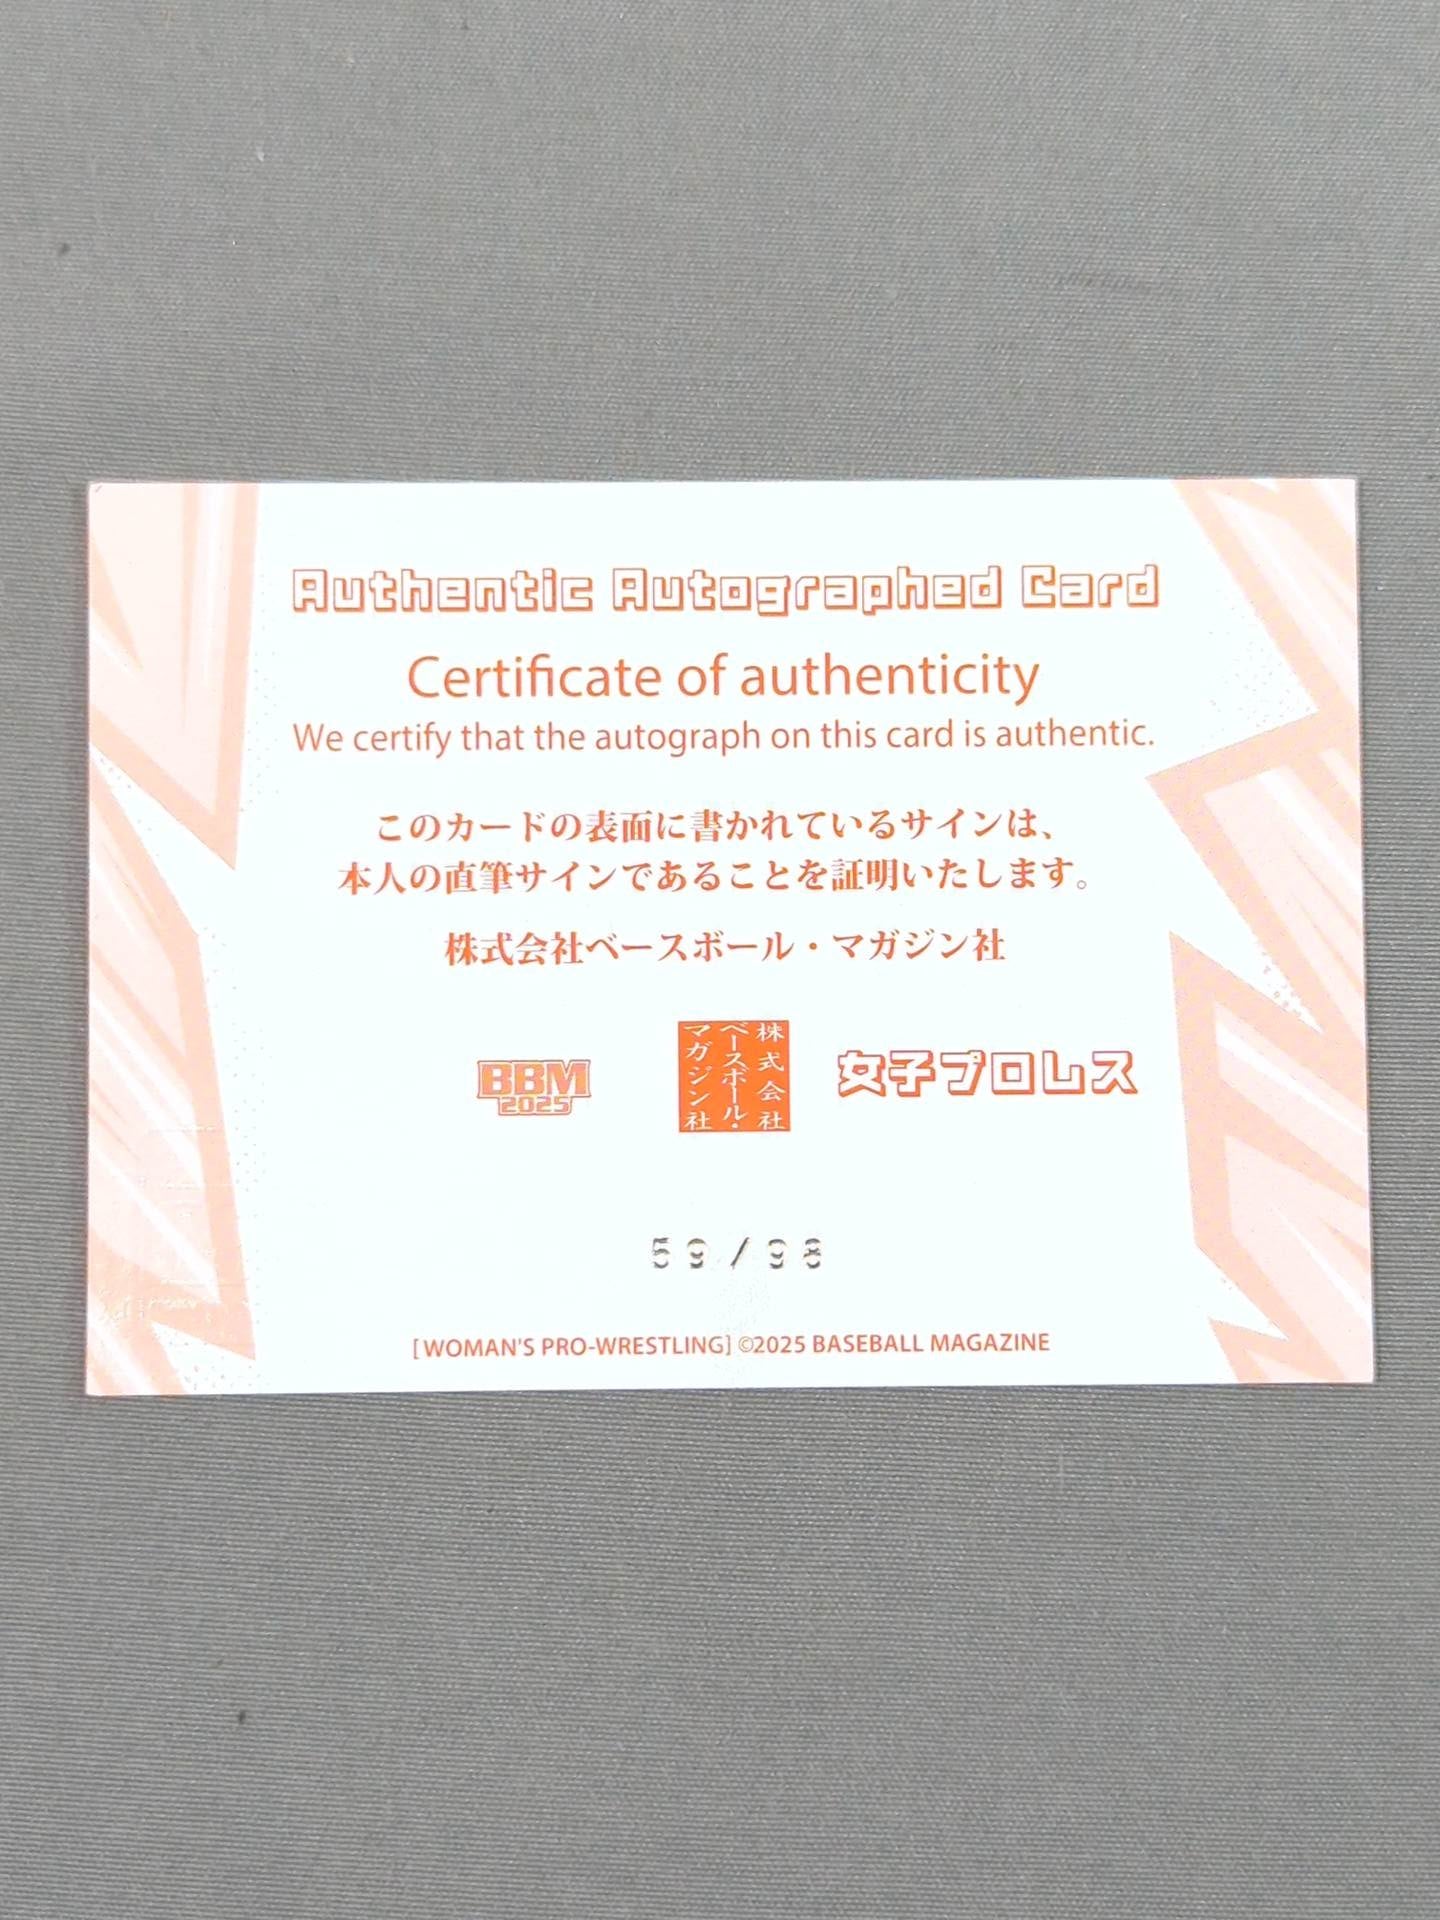 Authentic Autographed Card
Certificate of authenticity
We certify that the autograph on this card is authentic.
このカードの表面に書かれているサインは、
本人の直筆サインであることを証明いたします。
株式会社ベースボール・マガジン社
BBM
2025
株式会社
ベースボール・
マガジン社
女子プロレス
59/98
[WOMAN'S PRO-WRESTLING] ©2025 BASEBALL MAGAZINE